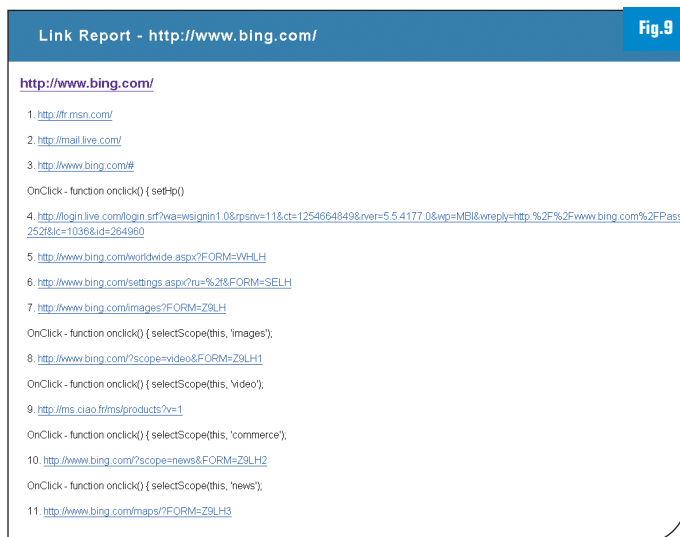 Link Report - http://www.bing.com/
Fig.9
http://www.bing.com/
1. http://fr.msn.com/
2. http://mail.live.com/
3. http://www.bing.com/#
OnClick - function onclick() { setHp()
4. http://login.live.com/login.srf?wa=wsignin1.0&rpsnv=11&ct=1254664849&rver=5.5.4177.0&wp=MBI&wreply=http:%2F%2Fwww.bing.com%2FPass
252f&lc=1036&id=264960
5. http://www.bing.com/worldwide.aspx?FORM=WHLH
6. http://www.bing.com/settings.aspx?ru=%2f&FORM=SELH
7. http://www.bing.com/images?FORM=Z9LH
OnClick - function onclick() { selectScope(this, 'images');
8. http://www.bing.com/?scope=video&FORM=Z9LH1
OnClick - function onclick() { selectScope(this, 'video');
9. http://ms.ciao.fr/ms/products?v=1
OnClick - function onclick() { selectScope(this, 'commerce');
10. http://www.bing.com/?scope=news&FORM=Z9LH2
OnClick - function onclick() { selectScope(this, 'news');
11. http://www.bing.com/maps/?FORM=Z9LH3